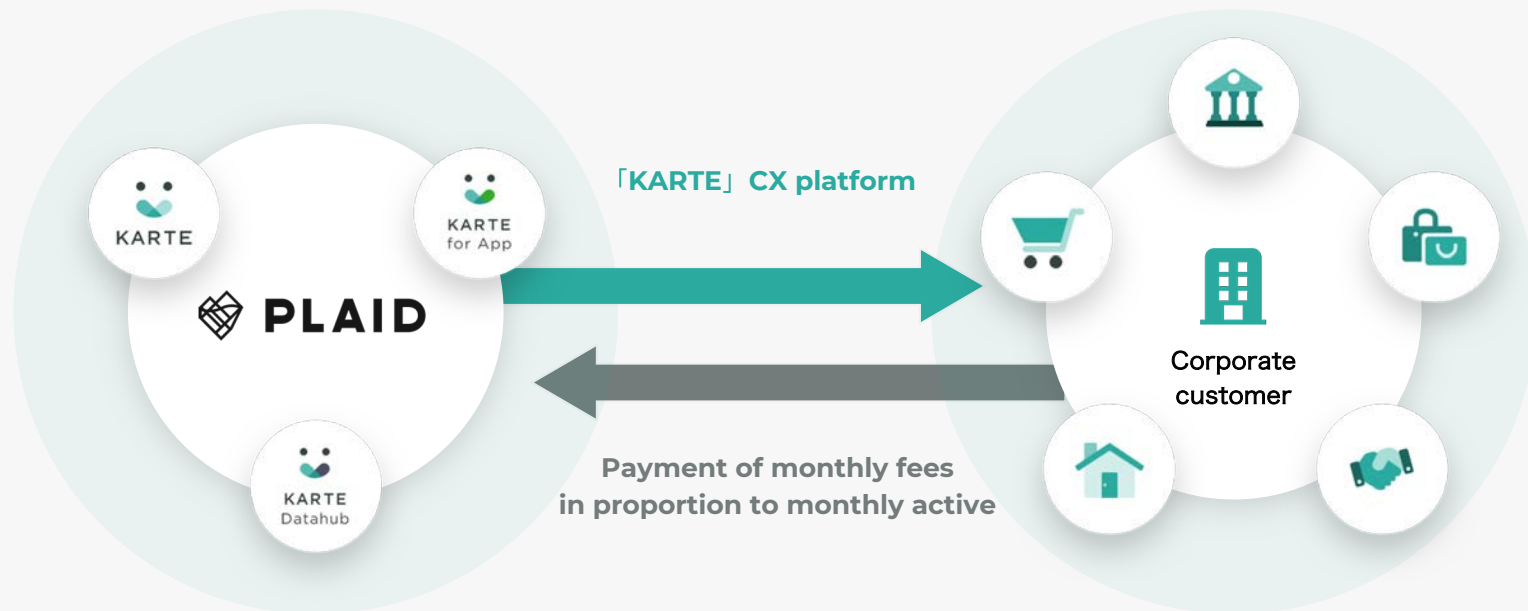 KARTE
KARTE
for App
PLAID
KARTE
Datahub
「KARTE」 CX platform
Payment of monthly fees
in proportion to monthly active
Corporate
customer